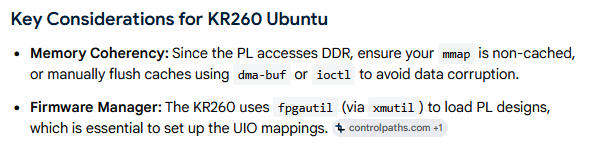 Key Considerations for KR260 Ubuntu
• Memory Coherency: Since the PL accesses DDR, ensure your mmap is non-cached,
or manually flush caches using dma-buf or ioctl to avoid data corruption.
• Firmware Manager: The KR260 uses fpgautil (via xmutil) to load PL designs,
which is essential to set up the UIO mappings. controlpaths.com +1